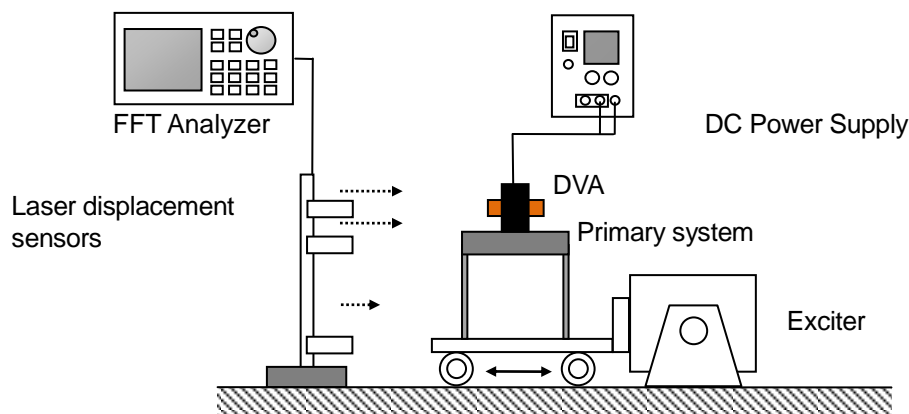 FFT Analyzer
DC Power Supply
Laser displacement
sensors
DVA
Primary system
Exciter